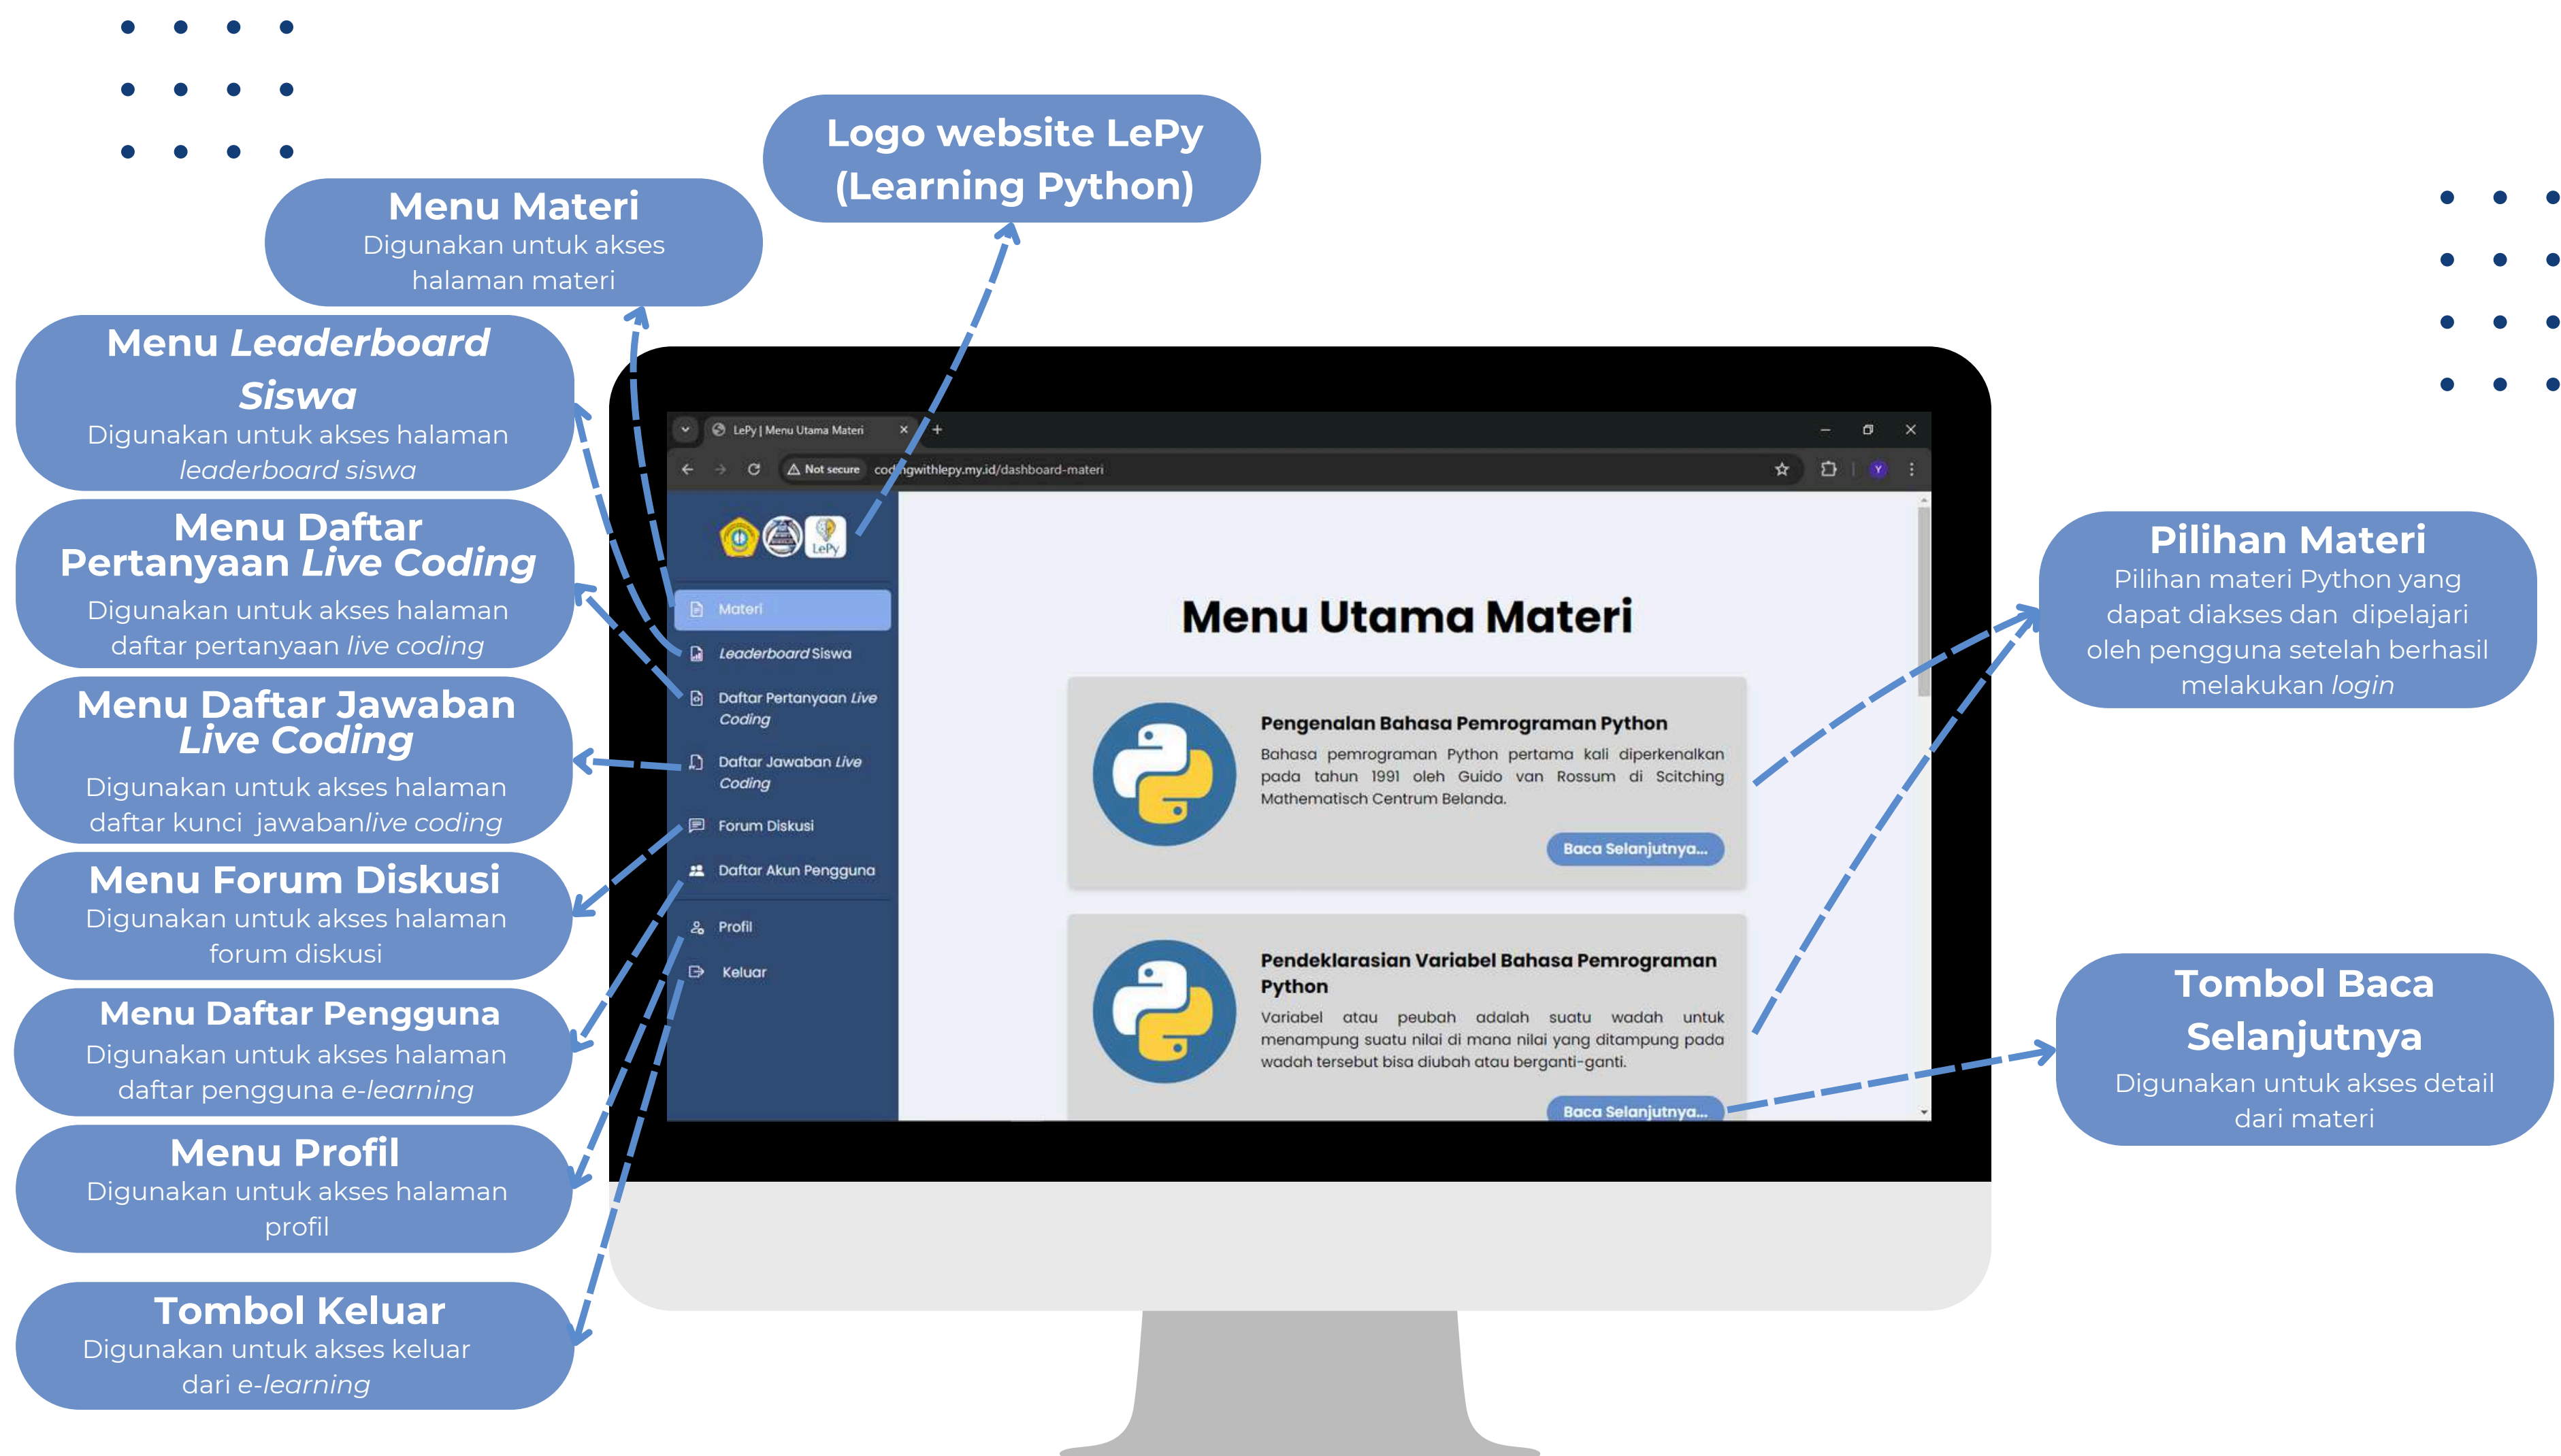 Logo website LePy
(Learning Python)
Menu Materi
Digunakan untuk akses
halaman materi
Menu Leaderboard
Siswa
Digunakan untuk akses halaman
leaderboard siswa
Menu Daftar
Pertanyaan Live Coding
Digunakan untuk akses halaman
daftar pertanyaan live coding
Menu Daftar Jawaban
Live Coding
Digunakan untuk akses halaman
daftar kunci jawabanlive coding
Menu Forum Diskusi
Digunakan untuk akses halaman
forum diskusi
Menu Daftar Pengguna
Digunakan untuk akses halaman
daftar pengguna e-learning
Menu Profil
Digunakan untuk akses halaman
profil
Tombol Keluar
Digunakan untuk akses keluar
dari e-learning
LePy | Menu Utama Materi
Not secure codingwithlepy.my.id/dashboard-materi
Y
LePy
Materi
Leaderboard Siswa
Daftar Pertanyaan Live
Coding
Daftar Jawaban Live
Coding
Forum Diskusi
Daftar Akun Pengguna
Profil
Keluar
Menu Utama Materi
Pengenalan Bahasa Pemrograman Python
Bahasa pemrograman Python pertama kali diperkenalkan
pada tahun 1991 oleh Guido van Rossum di Scitching
Mathematisch Centrum Belanda.
Baca Selanjutnya...
Pendeklarasian Variabel Bahasa Pemrograman
Python
Variabel atau peubah adalah suatu wadah untuk
menampung suatu nilai di mana nilai yang ditampung pada
wadah tersebut bisa diubah atau berganti-ganti.
Baca Selanjutnya...
Pilihan Materi
Pilihan materi Python yang
dapat diakses dan dipelajari
oleh pengguna setelah berhasil
melakukan login
Tombol Baca
Selanjutnya
Digunakan untuk akses detail
dari materi